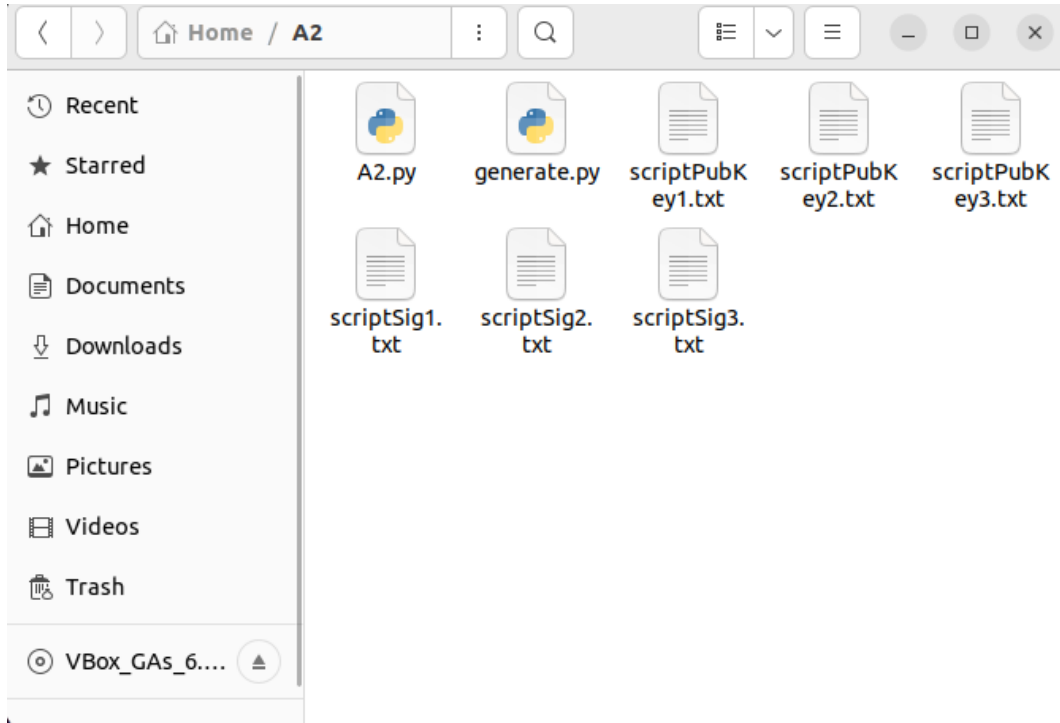 Home / A2
Recent
Starred
Home
Documents
Downloads
Music
Pictures
Videos
Trash
VBox_GAs_6....
A2.py
generate.py
scriptPubK
ey1.txt
scriptPubK
ey2.txt
scriptPubK
ey3.txt
scriptSig1.
txt
scriptSig2.
txt
scriptSig3.
txt